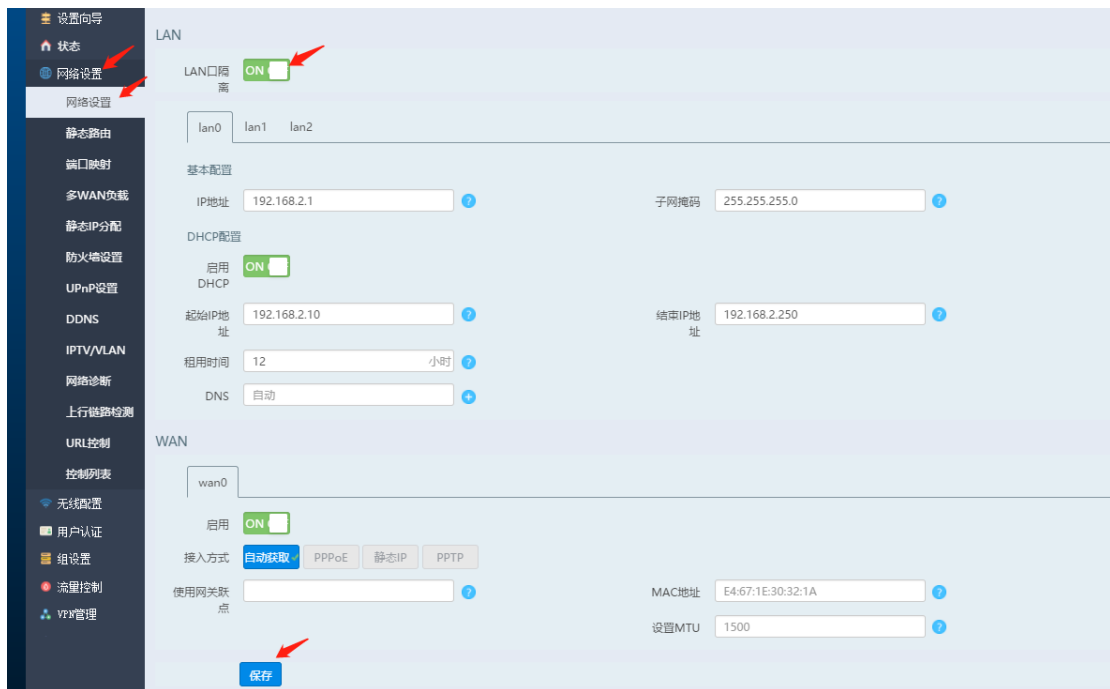 设置向导
状态
网络设置
网络设置
静态路由
端口映射
多WAN负载
静态IP分配
防火墙设置
UPnP设置
DDNS
IPTV/VLAN
网络诊断
上行链路检测
URL控制
控制列表
无线配置
用户认证
组设置
流量控制
VPN管理
LAN
LAN口隔
离
ON
lan0 lan1 lan2
基本配置
IP地址 192.168.2.1 子网掩码 255.255.255.0
DHCP配置
启用
DHCP
ON
起始IP地
址
192.168.2.10
结束IP地
址
192.168.2.250
租用时间 12 小时
DNS 自动
WAN
wan0
启用 ON
接入方式 自动获取 PPPoE 静态IP PPTP
使用网关跃
点
MAC地址 E4:67:1E:30:32:1A
设置MTU 1500
保存